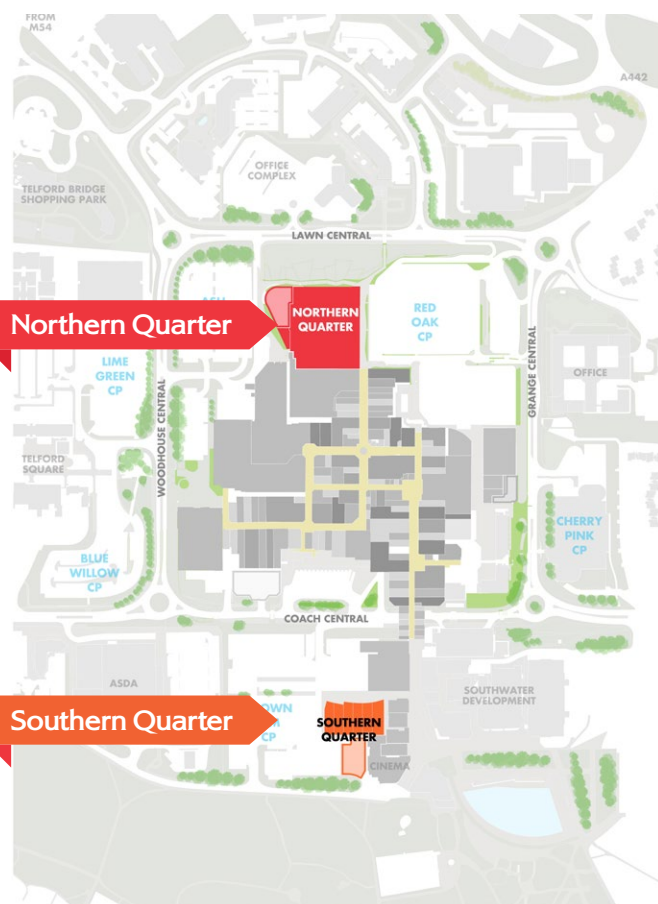 FROM
M54
A442
OFFICE
COMPLEX
TELFORD BRIDGE
SHOPPING PARK
LAWN CENTRAL
NORTHERN
QUARTER
RED
OAK
CP
Northern Quarter
LIME
GREEN
CP
WOODHOUSE CENTRAL
GRANGE CENTRAL
OFFICE
TELFORD
SQUARE
CHERRY
PINK
CP
BLUE
WILLOW
CP
COACH CENTRAL
ASDA
SOUTHWATER
DEVELOPMENT
Southern Quarter
CP
SOUTHERN
QUARTER
CINEMA